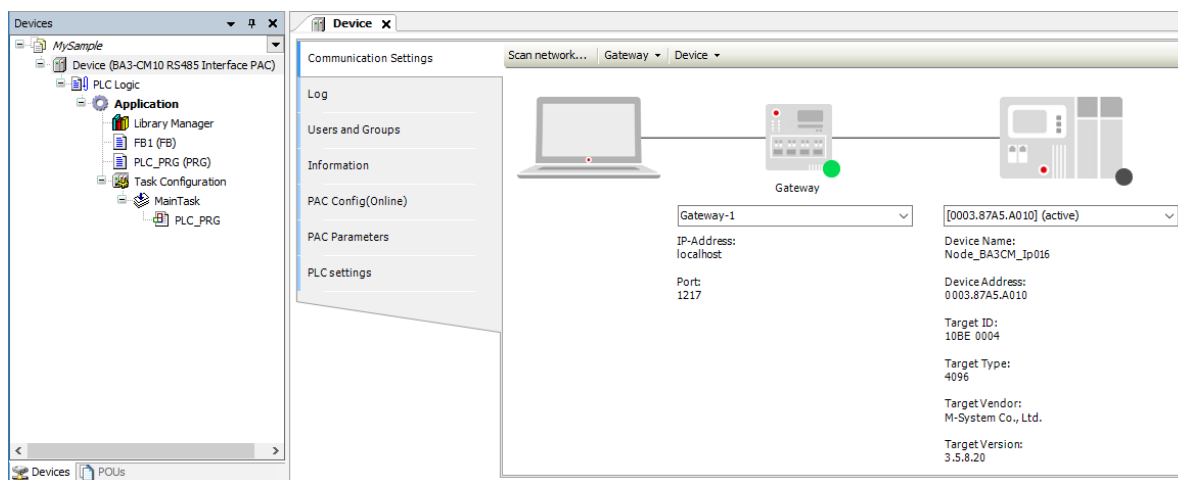 Devices
MySample
Device (BA3-CM10 RS485 Interface PAC)
PLC Logic
Application
Library Manager
FB1 (FB)
PLC_PRG (PRG)
Task Configuration
MainTask
PLC_PRG
Devices
POUs
Device
Communication Settings
Log
Users and Groups
Information
PAC Config(Online)
PAC Parameters
PLC settings
Scan network...
Gateway
Device
Gateway
Gateway-1
IP-Address:
localhost
Port:
1217
[0003.87A5.A010] (active)
Device Name:
Node_BA3CM_Ip016
Device Address:
0003.87A5.A010
Target ID:
10BE 0004
Target Type:
4096
Target Vendor:
M-System Co., Ltd.
Target Version:
3.5.8.20